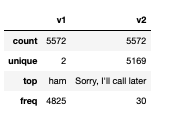 v1 v2
count 5572 5572
unique 2 5169
top ham Sorry, I'll call later
freq 4825 30